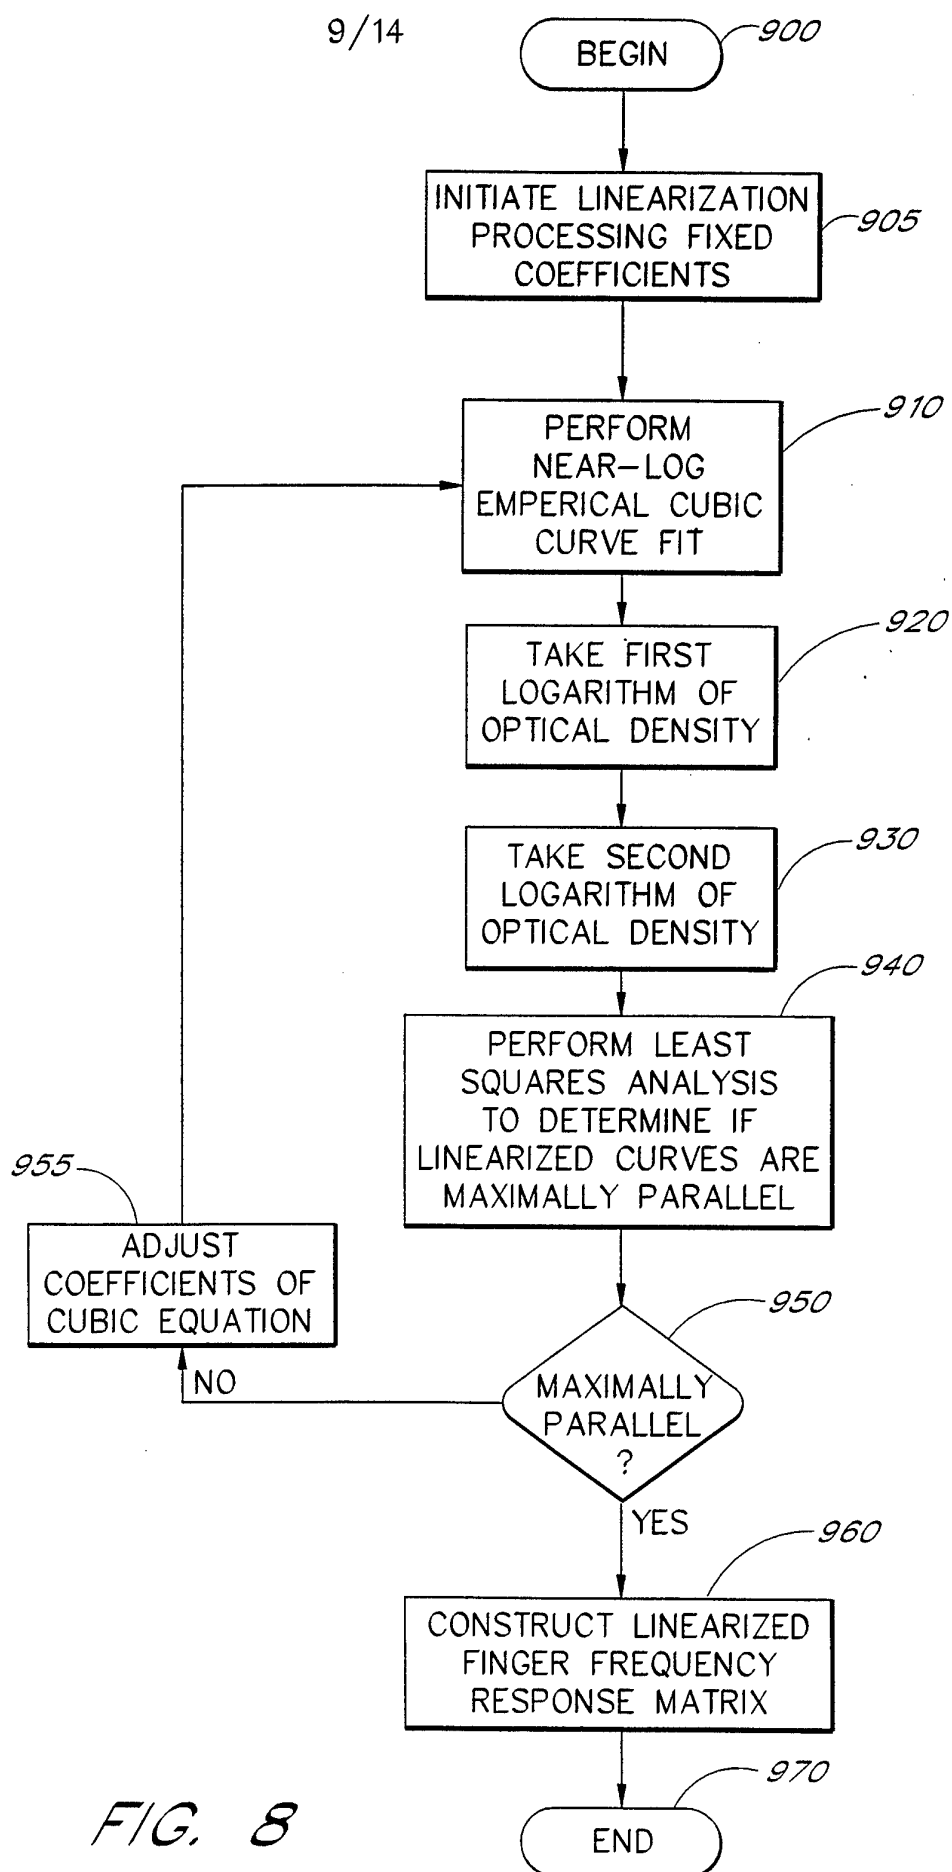 9/14
BEGIN
900
INITIATE LINEARIZATION
PROCESSING FIXED
COEFFICIENTS
905
PERFORM
NEAR-LOG
EMPERICAL CUBIC
CURVE FIT
910
TAKE FIRST
LOGARITHM OF
OPTICAL DENSITY
920
TAKE SECOND
LOGARITHM OF
OPTICAL DENSITY
930
PERFORM LEAST
SQUARES ANALYSIS
TO DETERMINE IF
LINEARIZED CURVES ARE
MAXIMALLY PARALLEL
940
955
ADJUST
COEFFICIENTS OF
CUBIC EQUATION
NO
950
MAXIMALLY
PARALLEL
?
YES
960
CONSTRUCT LINEARIZED
FINGER FREQUENCY
RESPONSE MATRIX
970
END
FIG. 8